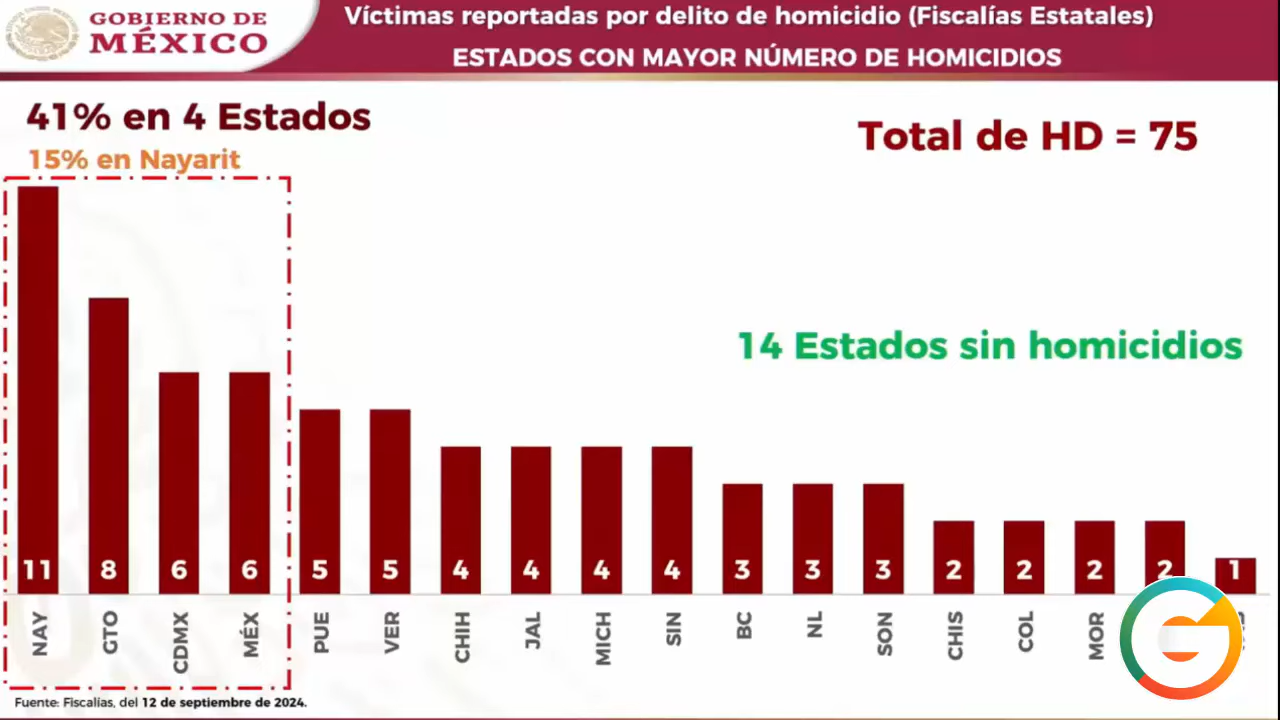 GOBIERNO DE
MÉXICO
Víctimas reportadas por delito de homicidio (Fiscalías Estatales)
ESTADOS CON MAYOR NÚMERO DE HOMICIDIOS
41% en 4 Estados
15% en Nayarit
Total de HD = 75
14 Estados sin homicidios
11 8 6 6 5 5 4 4 4 4 3 3 3 2 2 2 2 1
NAY GTO CDMX MÉX PUE VER CHIH JAL MICH SIN BC NL SON CHIS COL MOR
G
Fuente: Fiscalías, del 12 de septiembre de 2024.